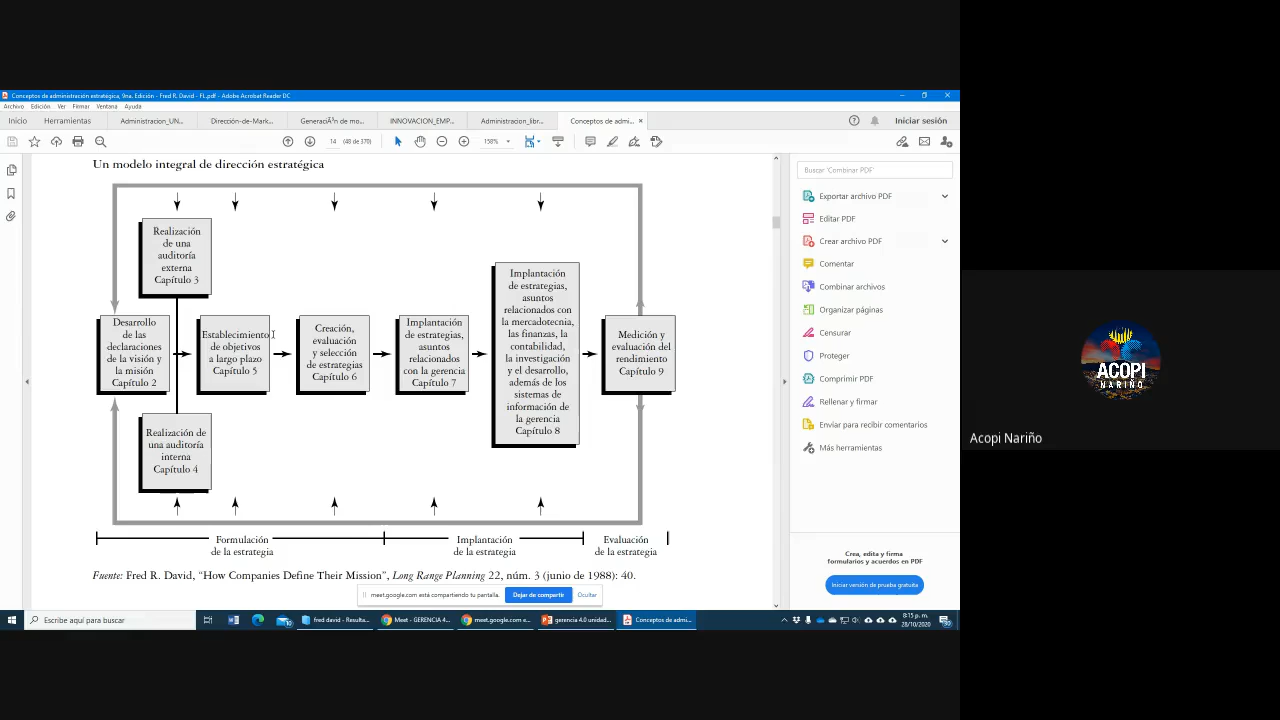 Conceptos de administración estratégica, 9na. Edición - Fred R. David - FL.pdf - Adobe Acrobat Reader DC
Archivo Edición Ver Firmar Ventana Ayuda
Inicio Herramientas Administracion_UN... Dirección-de-Mark... GeneraciÃ³n de mo... INNOVACION_EMP... Administracion_libr... Conceptos de admi... Iniciar sesión
14 (48 de 370) 158%
Un modelo integral de dirección estratégica
Realización
de una
auditoría
externa
Capítulo 3
Desarrollo
de las
declaraciones
de la visión y
la misión
Capítulo 2
Establecimiento
de objetivos
a largo plazo
Capítulo 5
Creación,
evaluación
y selección
de estrategias
Capítulo 6
Implantación
de estrategias,
asuntos
relacionados
con la gerencia
Capítulo 7
Implantación
de estrategias,
asuntos
relacionados con
la mercadotecnia,
las finanzas, la
contabilidad,
la investigación
y el desarrollo,
además de los
sistemas de
información de
la gerencia
Capítulo 8
Medición y
evaluación del
rendimiento
Capítulo 9
Realización de
una auditoría
interna
Capítulo 4
Formulación
de la estrategia
Implantación
de la estrategia
Evaluación
de la estrategia
Fuente: Fred R. David, “How Companies Define Their Mission”, Long Range Planning 22, núm. 3 (junio de 1988): 40.
meet.google.com está compartiendo tu pantalla. Dejar de compartir Ocultar
Buscar 'Combinar PDF'
Exportar archivo PDF
Editar PDF
Crear archivo PDF
Comentar
Combinar archivos
Organizar páginas
Censurar
Proteger
Comprimir PDF
Rellenar y firmar
Enviar para recibir comentarios
Más herramientas
Crea, edita y firma
formularios y acuerdos en PDF
Iniciar versión de prueba gratuita
Escribe aquí para buscar
fred david - Resulta... Meet - GERENCIA 4... meet.google.com e... gerencia 4.0 unidad... Conceptos de admi...
8:15 p. m.
28/10/2020
ACOPI
NARIÑO
Acopi Nariño